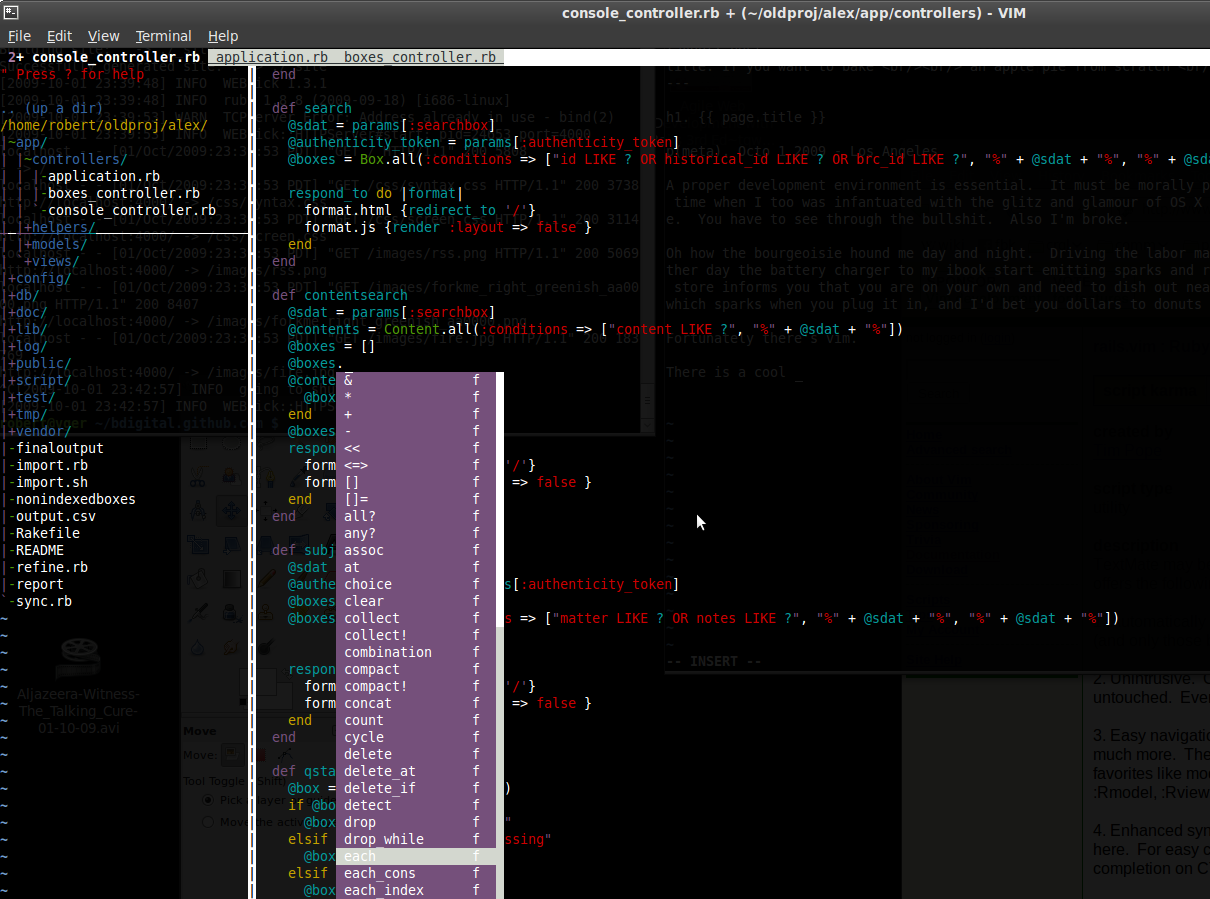 console_controller.rb + (~/oldproj/alex/app/controllers) - VIM
File Edit View Terminal Help
2+ console_controller.rb application.rb boxes_controller.rb
" Press ? for help
.. (up a dir)
/home/robert/oldproj/alex/
|~app/
| |~controllers/
| | |-application.rb
| | |-boxes_controller.rb
| | `-console_controller.rb
| |+helpers/
| |+models/
| `+views/
|+config/
|+db/
|+doc/
|+lib/
|+log/
|+public/
|+script/
|+test/
|+tmp/
|+vendor/
|-finaloutput
|-import.rb
|-import.sh
|-nonindexedboxes
|-output.csv
|-Rakefile
|-README
|-refine.rb
|-report
`-sync.rb
end
def search
@sdat = params[:searchbox]
@authenticity_token = params[:authenticity_token]
@boxes = Box.all(:conditions => ["id LIKE ? OR historical_id LIKE ? OR brc_id LIKE ?", "%" + @sdat + "%", "%" + @sd
respond_to do |format|
format.html {redirect_to '/'}
format.js {render :layout => false }
end
end
def contentsearch
@sdat = params[:searchbox]
@contents = Content.all(:conditions => ["content LIKE ?", "%" + @sdat + "%"])
@boxes = []
@boxes._
@conte
@box
end
@boxes
respon
form '/'}
form => false }
end
end
def subj
@sdat
@authe s[:authenticity_token]
@boxes
@boxes s => ["matter LIKE ? OR notes LIKE ?", "%" + @sdat + "%", "%" + @sdat + "%"])
respon
form '/'}
form => false }
end
end
def qsta
@box = )
if @bo
@box "
elsif ssing"
@box
elsif
@box
& f
* f
+ f
- f
<< f
<=> f
[] f
[]= f
all? f
any? f
assoc f
at f
choice f
clear f
collect f
collect! f
combination f
compact f
compact! f
concat f
count f
cycle f
delete f
delete_at f
delete_if f
detect f
drop f
drop_while f
each f
each_cons f
each_index f
h1. {{ page.title }}
A proper development environment is essential. It must be morally p
time when I too was infantuated with the glitz and glamour of OS X
e. You have to see through the bullshit. Also I'm broke.
Oh how the bourgeoisie hound me day and night. Driving the labor ma
ther day the battery charger to my ibook start emitting sparks and
store informs you that you are on your own and need to dish out nea
which sparks when you plug it in, and I'd bet you dollars to donuts
Fortunately there's vim.
There is a cool _
-- INSERT --
Aljazeera-Witness-
The_Talking_Cure-
01-10-09.avi
Move
Move:
2. Unintrusive.
untouched. Eve
3. Easy navigati
much more. The
favorites like mo
:Rmodel, :Rview
4. Enhanced syn
here. For easy c
completion on C